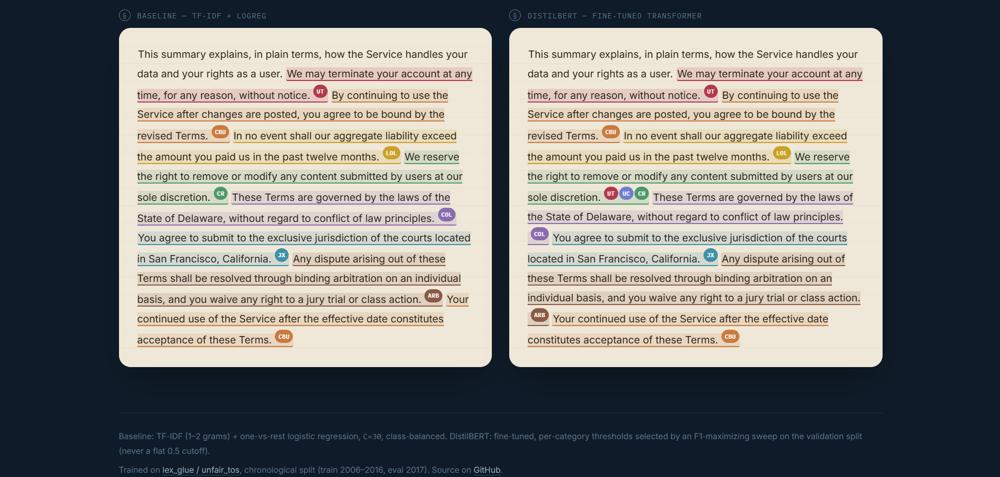 § BASELINE — TF-IDF + LOGREG
This summary explains, in plain terms, how the Service handles your
data and your rights as a user. We may terminate your account at any
time, for any reason, without notice. UT By continuing to use the
Service after changes are posted, you agree to be bound by the
revised Terms. CBU In no event shall our aggregate liability exceed
the amount you paid us in the past twelve months. LOL We reserve
the right to remove or modify any content submitted by users at our
sole discretion. CR These Terms are governed by the laws of the
State of Delaware, without regard to conflict of law principles. COL
You agree to submit to the exclusive jurisdiction of the courts located
in San Francisco, California. JX Any dispute arising out of these
Terms shall be resolved through binding arbitration on an individual
basis, and you waive any right to a jury trial or class action. ARB Your
continued use of the Service after the effective date constitutes
acceptance of these Terms. CBU
§ DISTILBERT — FINE-TUNED TRANSFORMER
This summary explains, in plain terms, how the Service handles your
data and your rights as a user. We may terminate your account at any
time, for any reason, without notice. UT By continuing to use the
Service after changes are posted, you agree to be bound by the
revised Terms. CBU In no event shall our aggregate liability exceed
the amount you paid us in the past twelve months. LOL We reserve
the right to remove or modify any content submitted by users at our
sole discretion. UT UC CR These Terms are governed by the laws of
the State of Delaware, without regard to conflict of law principles.
COL You agree to submit to the exclusive jurisdiction of the courts
located in San Francisco, California. JX Any dispute arising out of
these Terms shall be resolved through binding arbitration on an
individual basis, and you waive any right to a jury trial or class action.
ARB Your continued use of the Service after the effective date
constitutes acceptance of these Terms. CBU
Baseline: TF-IDF (1–2 grams) + one-vs-rest logistic regression, C=30, class-balanced. DistilBERT: fine-tuned, per-category thresholds selected by an F1-maximizing sweep on the validation split
(never a flat 0.5 cutoff).
Trained on lex_glue / unfair_tos, chronological split (train 2006–2016, eval 2017). Source on GitHub.